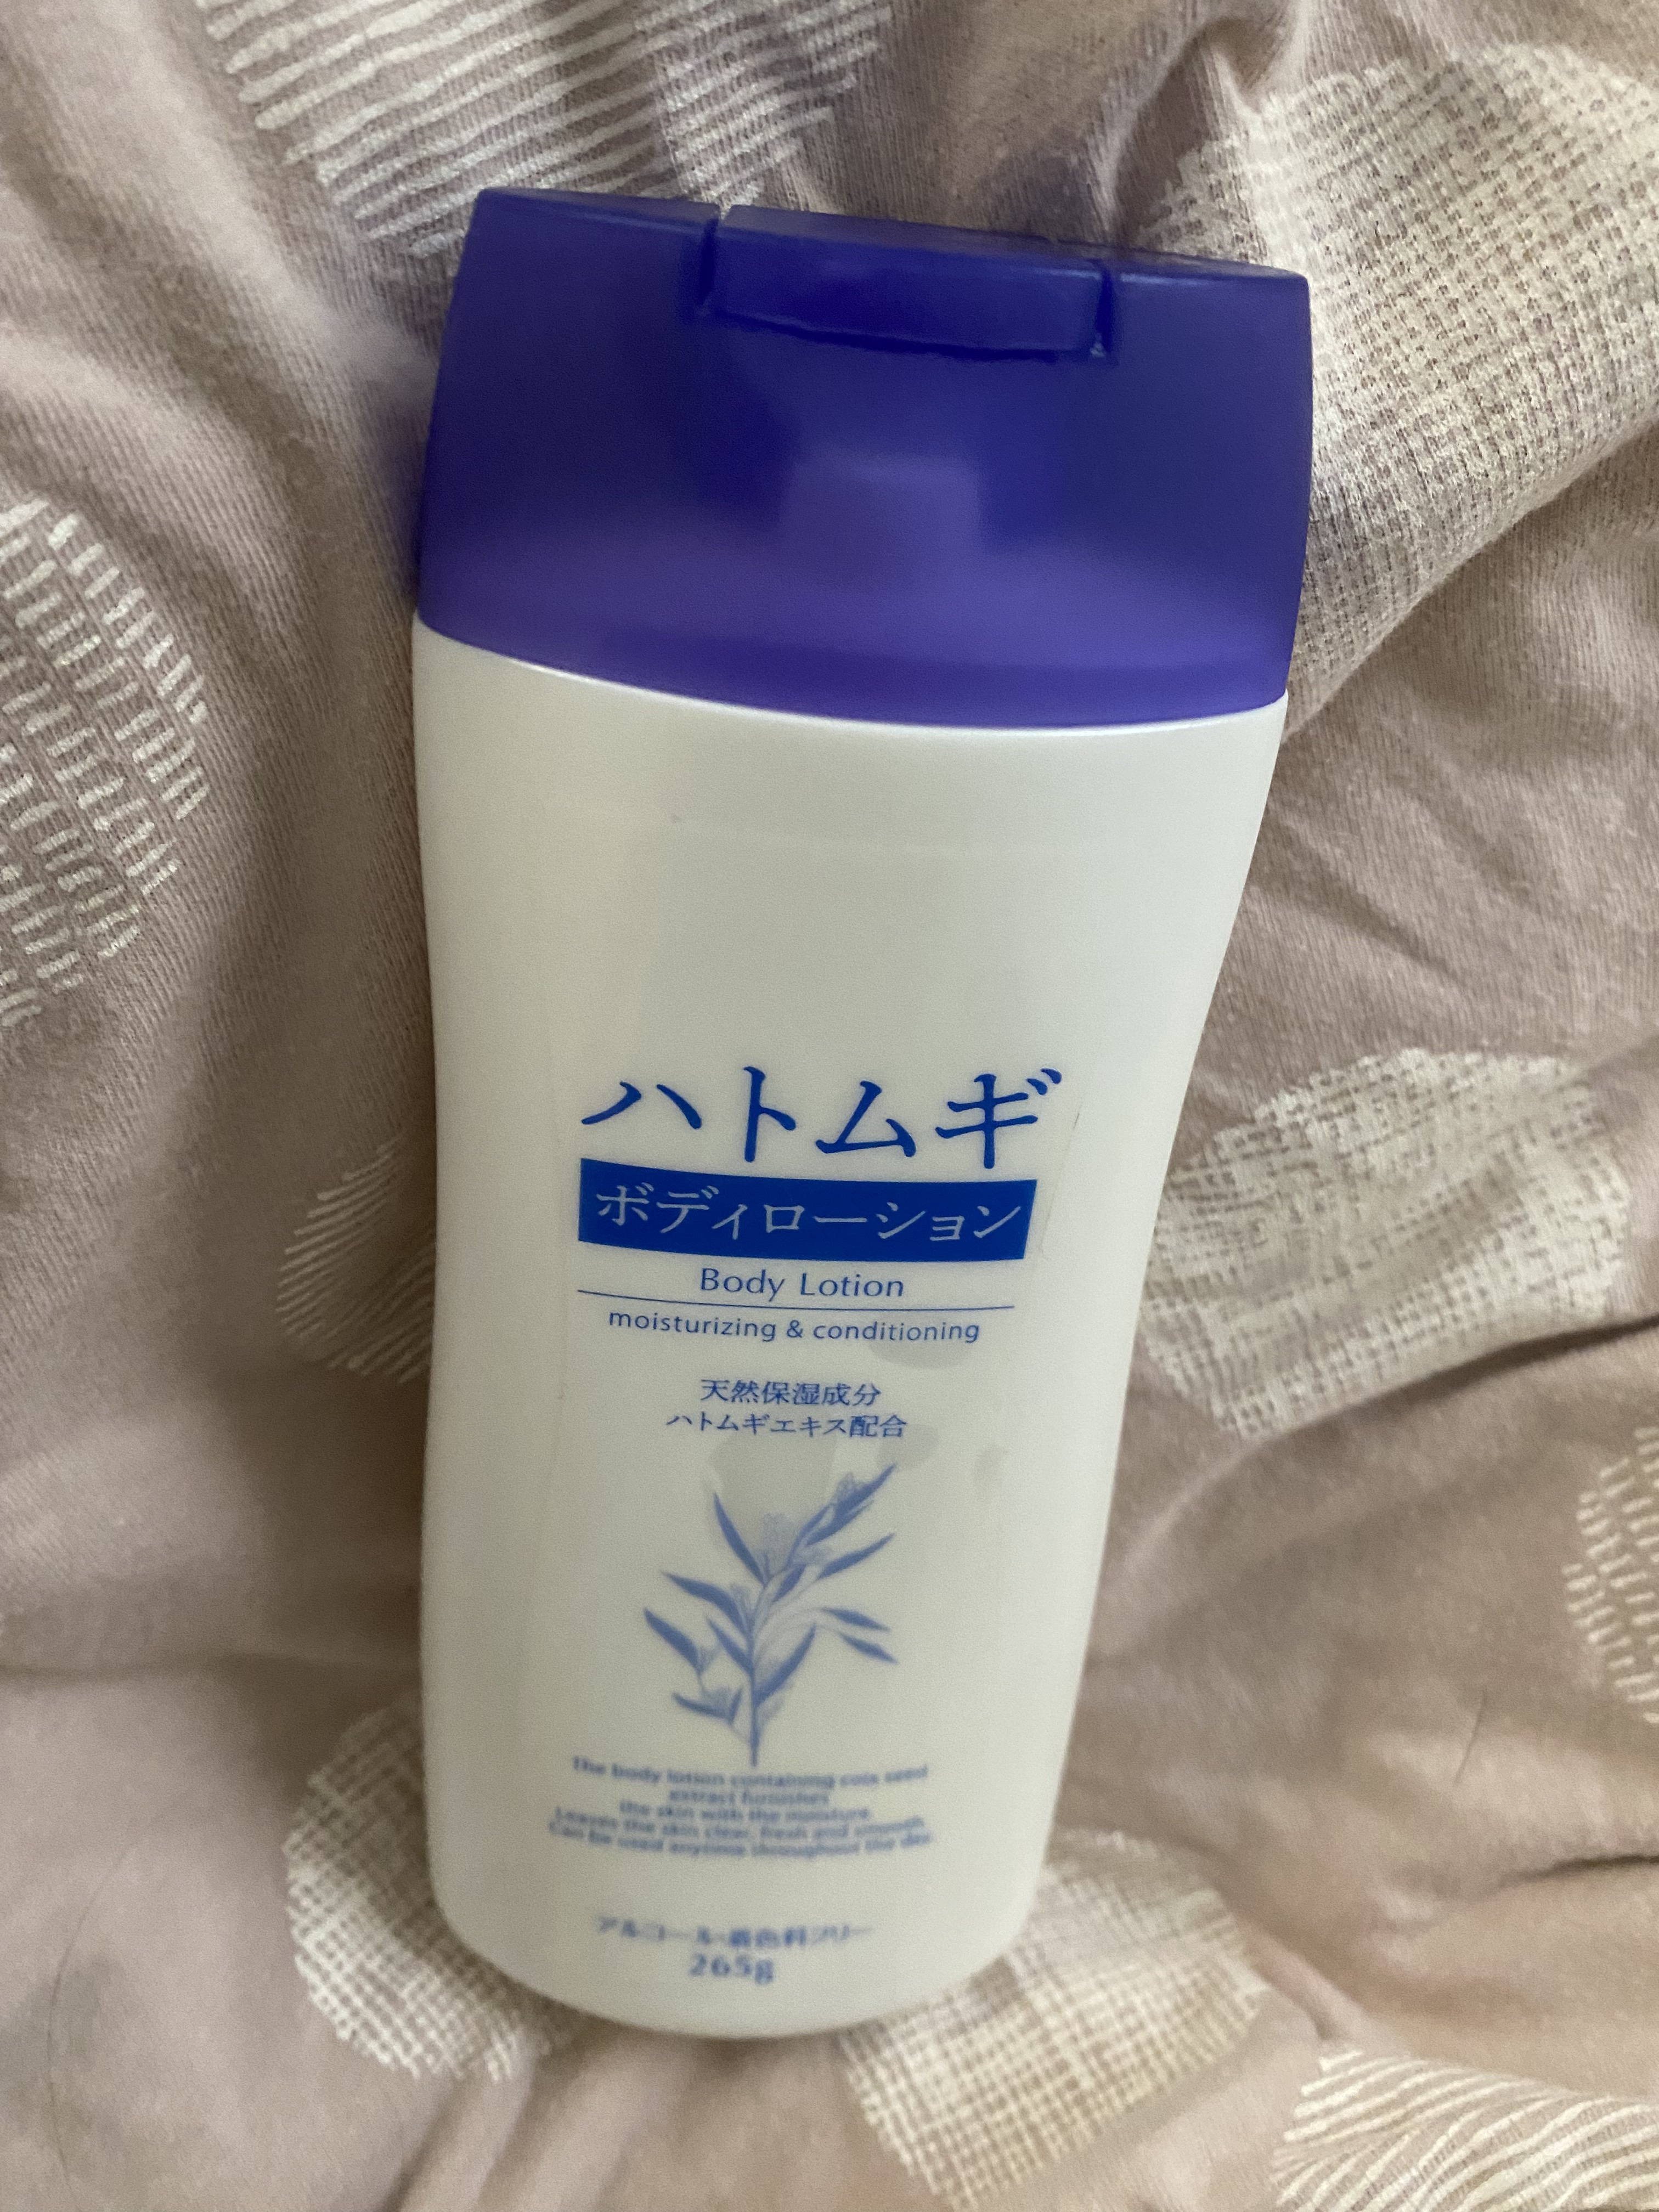 ハトムギ
ボディローション
Body Lotion
moisturizing & conditioning
天然保湿成分
ハトムギエキス配合
The body lotion containing coix seed
extract furnishes
the skin with the moisture.
Leaves the skin clear, fresh and smooth.
Can be used anytime throughout the day.
アルコール・着色料フリー
265g